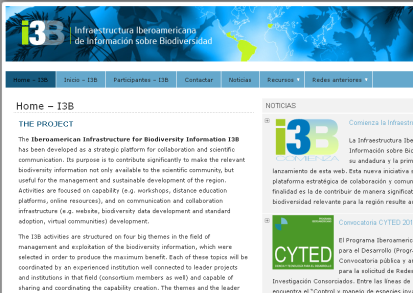 i3B
Infraestructura Iberoamericana
de Información sobre Biodiversidad
Home – I3B
Inicio – I3B
Participantes – I3B
Contactar
Noticias
Recursos
Redes anteriores
Home – I3B
THE PROJECT
The Iberoamerican Infrastructure for Biodiversity Information I3B
has been developed as a strategic platform for collaboration and scientific
communication. Its purpose is to contribute significantly to make the relevant
biodiversity information not only available to the scientific community, but
useful for the management and sustainable development of the region.
Activities are focused on capability (e.g. workshops, distance education
platforms, online resources), and on communication and collaboration
infrastructure (e.g. website, biodiversity data development and standard
adoption, virtual communities) development.
The I3B activities are structured on four big themes in the field of
management and exploitation of the biodiversity information, which were
selected in order to produce the maximum benefit. Each of these topics will be
coordinated by an experienced institution well connected to leader projects
and institutions in that field (consortium members as well) and capable of
sharing and coordinating the capability creation. The themes and the leader
NOTICIAS
i3B
COMIENZA
Comienza la Infraestru
La Infraestructura Ibe
Información sobre Bio
su andadura y la prim
lanzamiento de esta web. Esta nueva iniciativa s
plataforma estratégica de colaboración y comun
finalidad es la de contribuir de manera significat
biodiversidad relevante para la región resulte ac
CYTED
Convocatoria CYTED 201
El Programa Iberoame
para el Desarrollo (Prog
Convocatoria pública y a
para la solicitud de Redes
Investigación Consorciados. Entre las líneas de
encuentra el "Control y manejo de especies inv